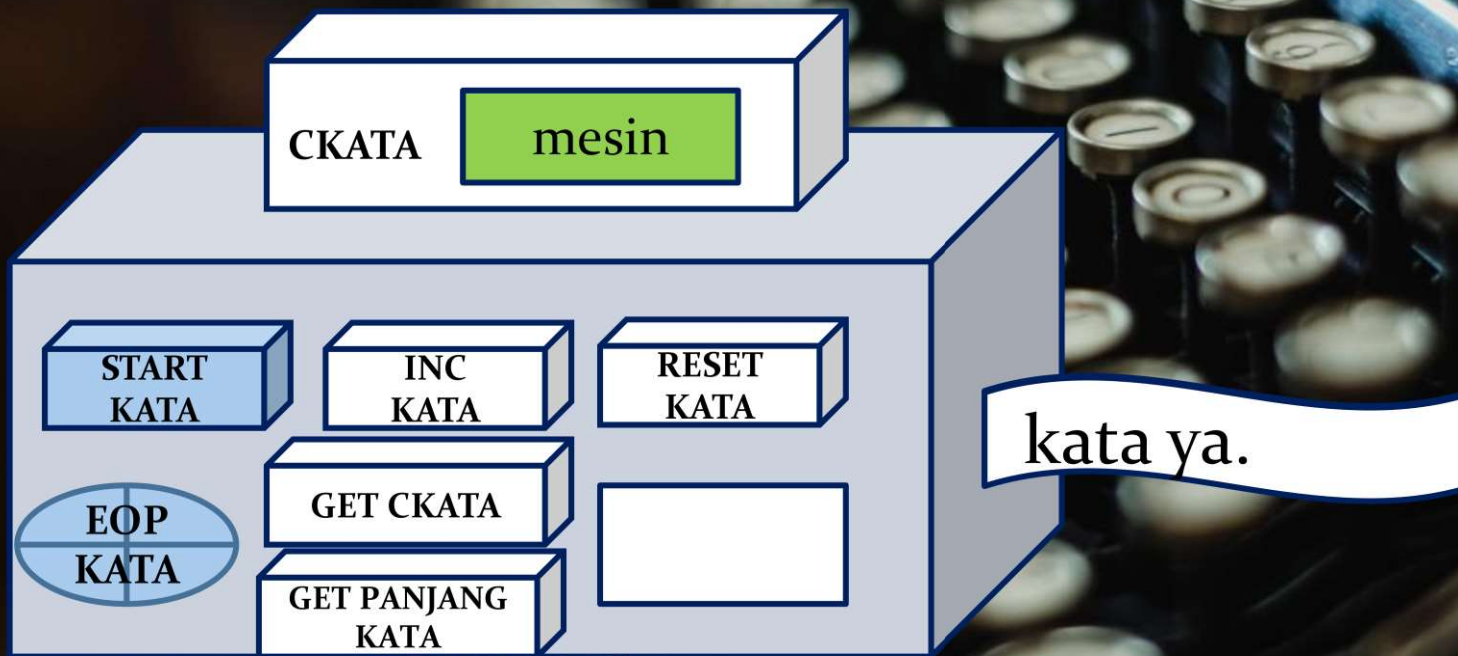 CKATA
mesin
START
KATA
INC
KATA
RESET
KATA
kata ya.
EOP
KATA
GET CKATA
GET PANJANG
KATA